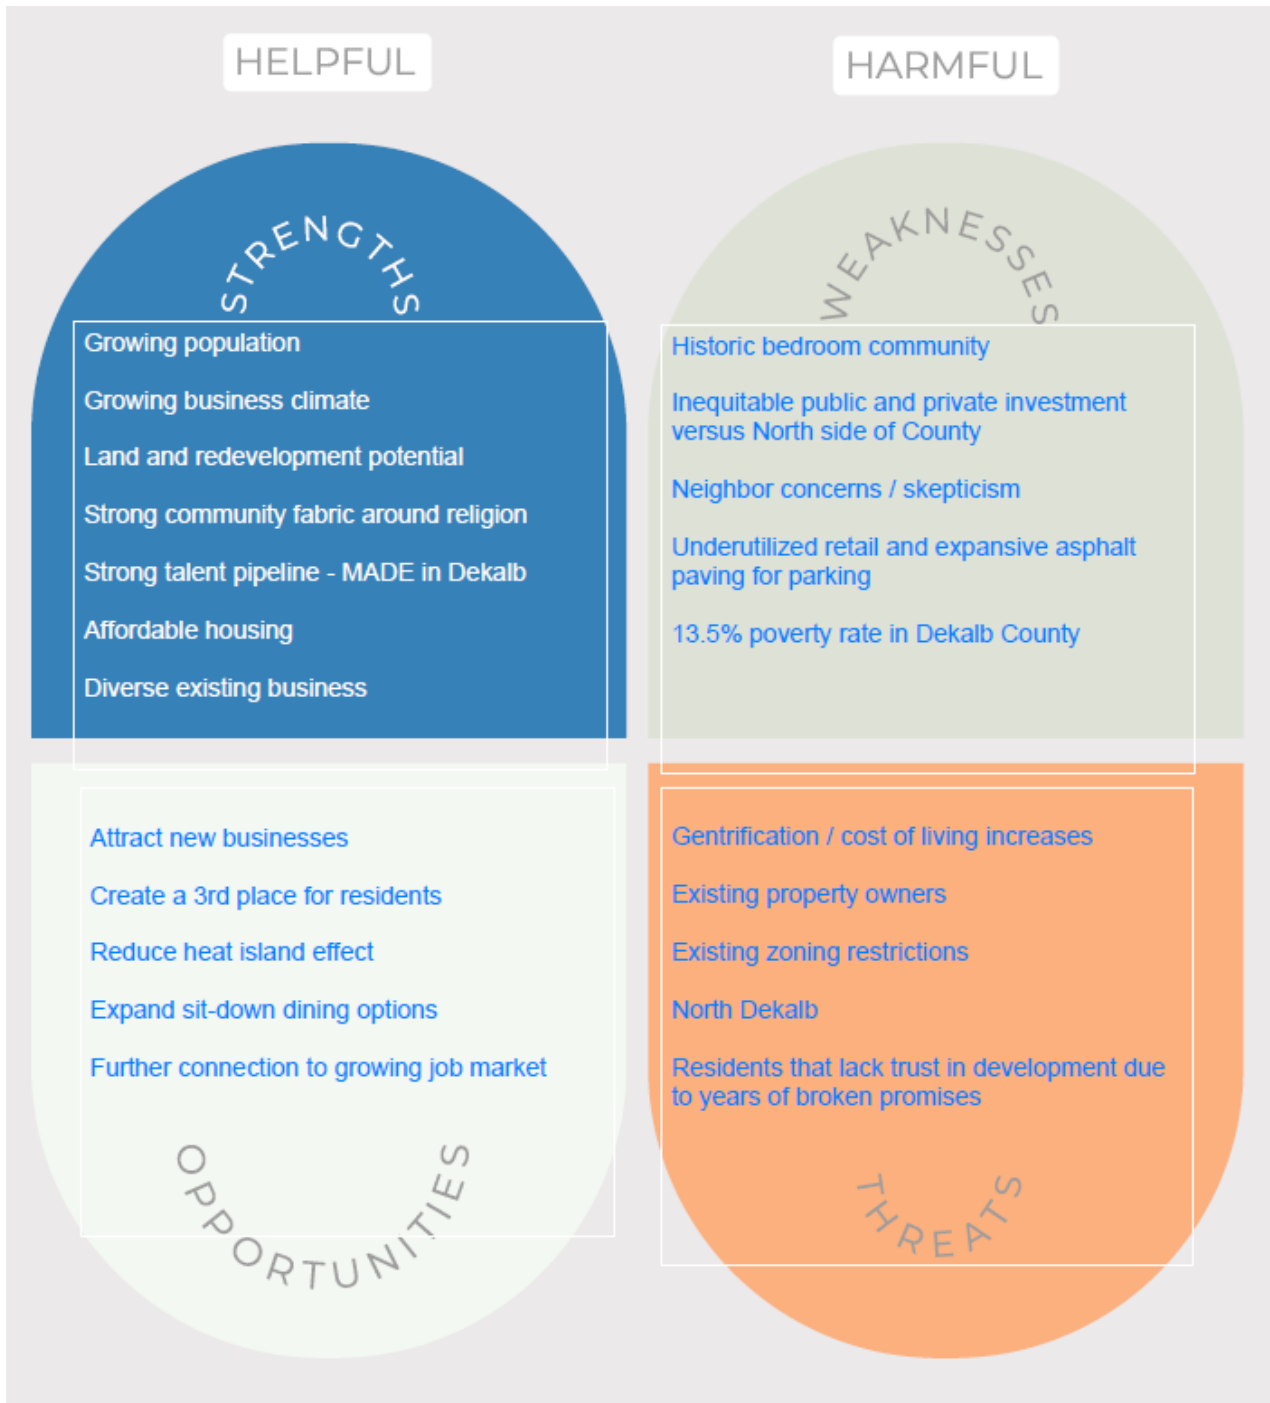 HELPFUL
HARMFUL
STRENGTHS
Growing population
Growing business climate
Land and redevelopment potential
Strong community fabric around religion
Strong talent pipeline - MADE in Dekalb
Affordable housing
Diverse existing business
WEAKNESSES
Historic bedroom community
Inequitable public and private investment
versus North side of County
Neighbor concerns / skepticism
Underutilized retail and expansive asphalt
paving for parking
13.5% poverty rate in Dekalb County
Attract new businesses
Create a 3rd place for residents
Reduce heat island effect
Expand sit-down dining options
Further connection to growing job market
OPPORTUNITIES
Gentrification / cost of living increases
Existing property owners
Existing zoning restrictions
North Dekalb
Residents that lack trust in development due
to years of broken promises
THREATS